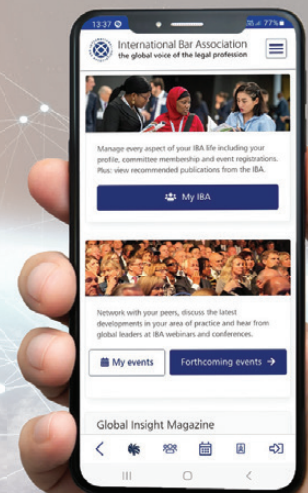 13:37
77%
International Bar Association
the global voice of the legal profession
Manage every aspect of your IBA life including your
profile, committee membership and event registrations.
Plus: view recommended publications from the IBA.
My IBA
Network with your peers, discuss the latest
developments in your area of practice and hear from
global leaders at IBA webinars and conferences.
My events
Forthcoming events →
Global Insight Magazine